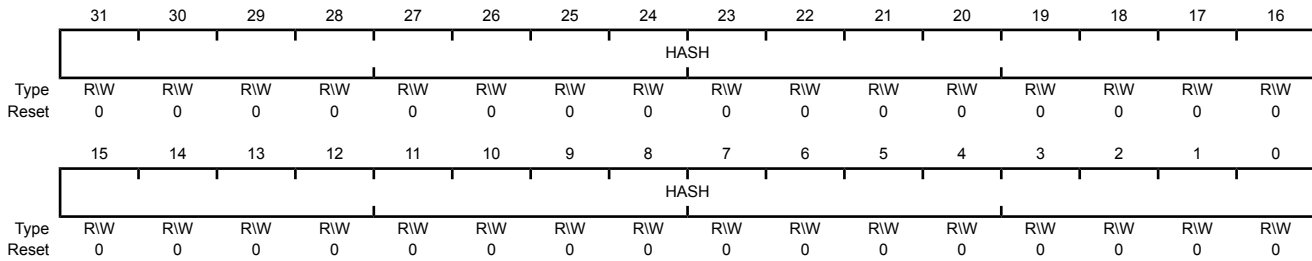 31 30 29 28 27 26 25 24 23 22 21 20 19 18 17 16
HASH
Type R\W R\W R\W R\W R\W R\W R\W R\W R\W R\W R\W R\W R\W R\W R\W R\W
Reset 0 0 0 0 0 0 0 0 0 0 0 0 0 0 0 0
15 14 13 12 11 10 9 8 7 6 5 4 3 2 1 0
HASH
Type R\W R\W R\W R\W R\W R\W R\W R\W R\W R\W R\W R\W R\W R\W R\W R\W
Reset 0 0 0 0 0 0 0 0 0 0 0 0 0 0 0 0